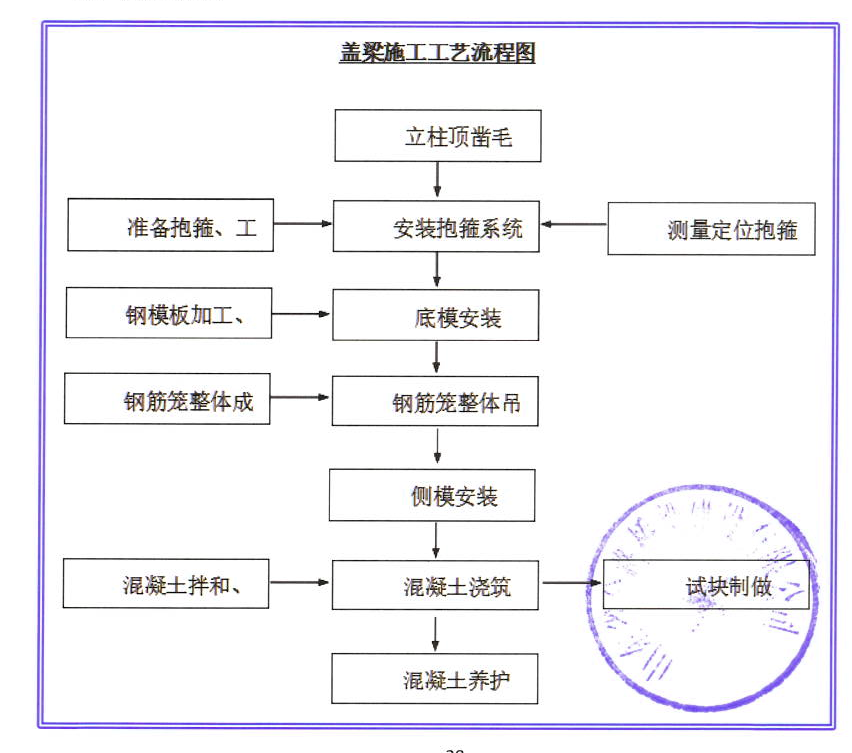 盖梁施工工艺流程图
立柱顶凿毛
准备抱箍、工
安装抱箍系统
测量定位抱箍
钢模板加工、
底模安装
钢筋笼整体成
钢筋笼整体吊
侧模安装
混凝土拌和、
混凝土浇筑
试块制做
混凝土养护